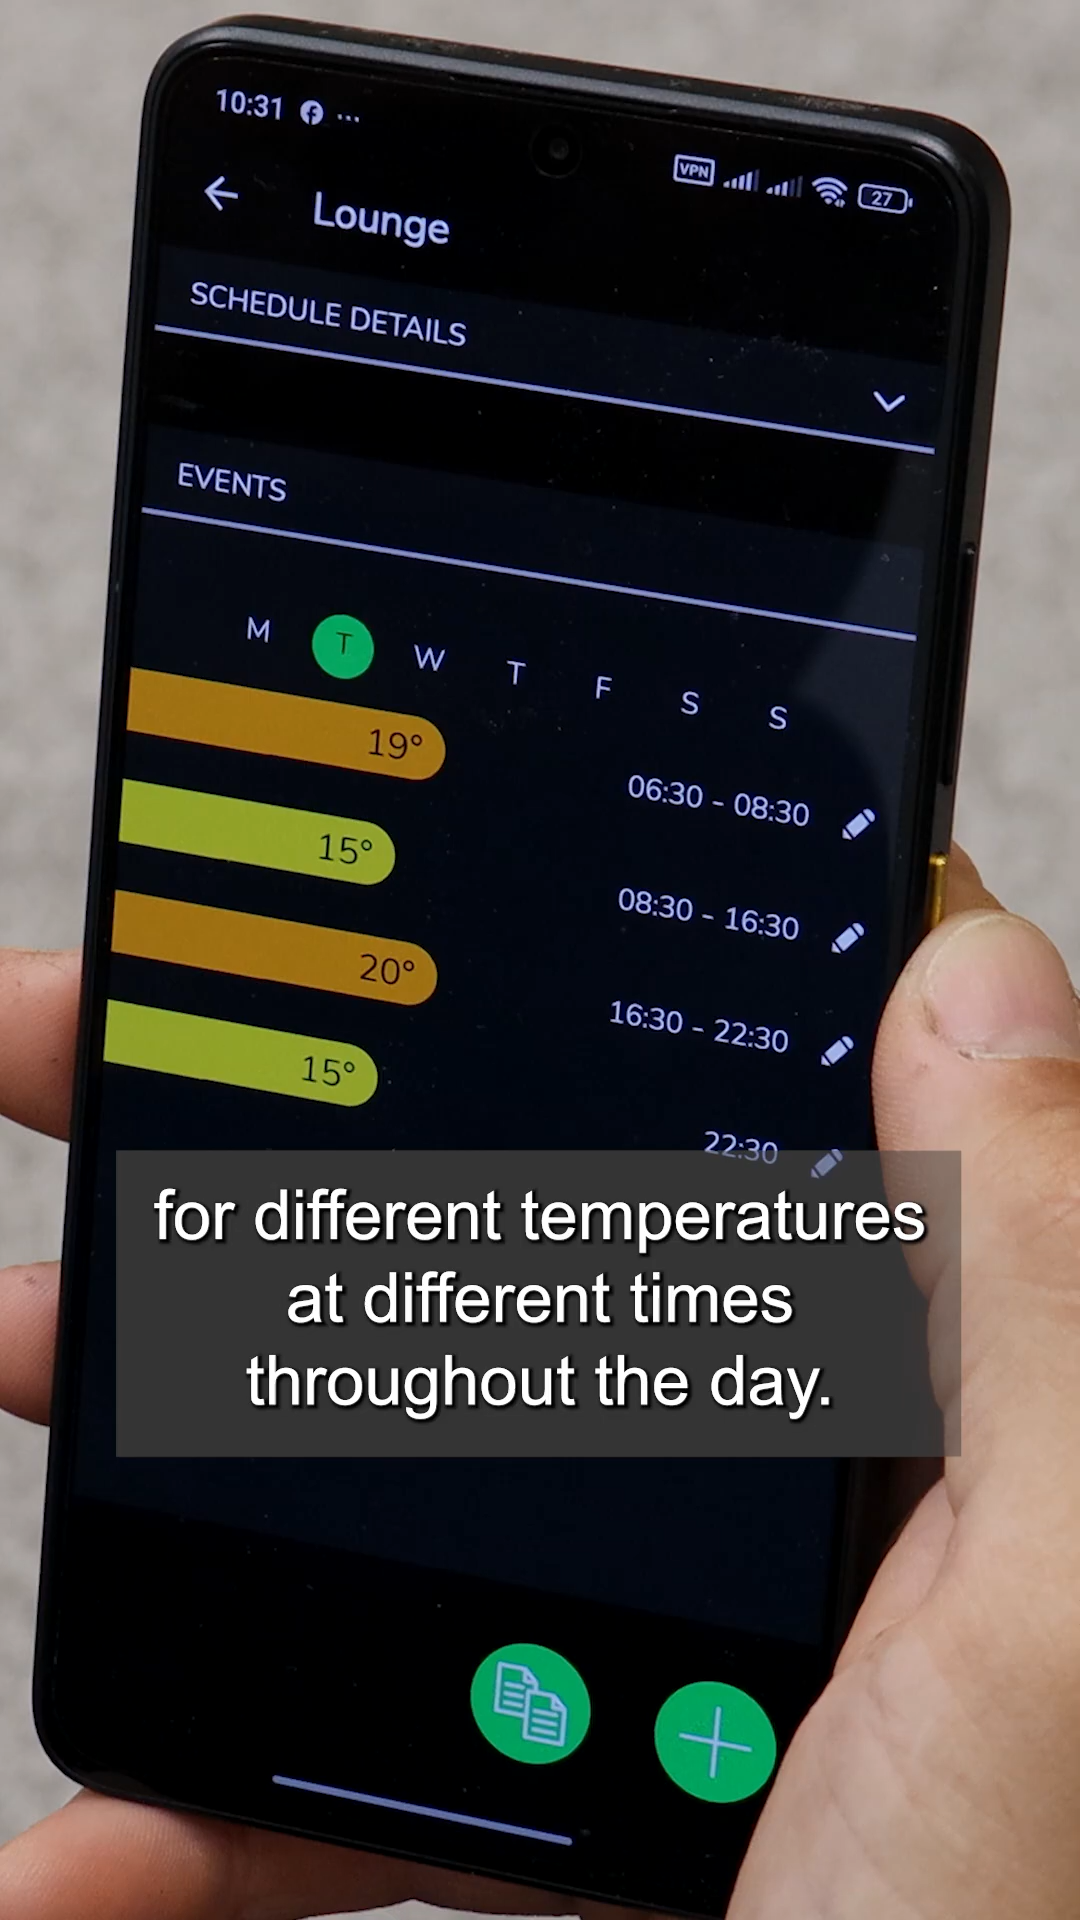 10:31 ...
VPN 27
Lounge
SCHEDULE DETAILS
EVENTS
M T W T F S S
19° 06:30 - 08:30
15° 08:30 - 16:30
20° 16:30 - 22:30
15° 22:30
for different temperatures
at different times
throughout the day.